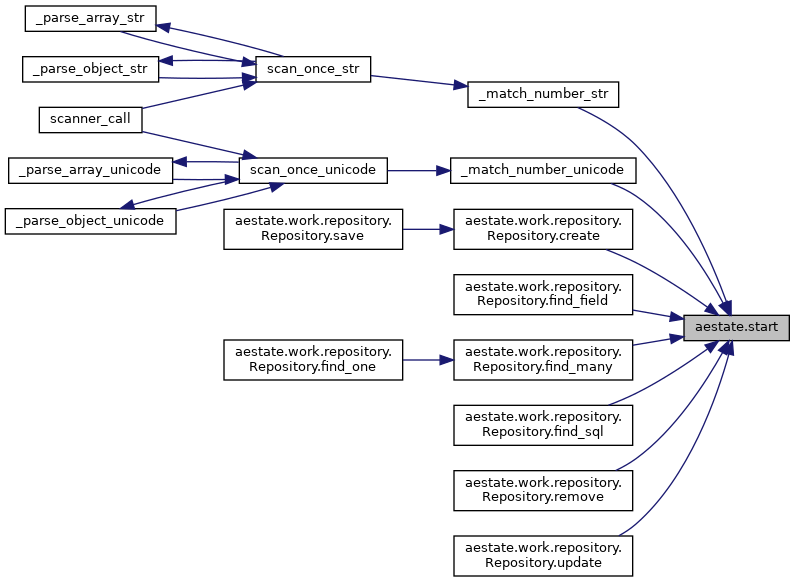 _parse_array_str
_parse_object_str
scan_once_str
_match_number_str
scanner_call
_parse_array_unicode
scan_once_unicode
_match_number_unicode
_parse_object_unicode
aestate.work.repository.
Repository.save
aestate.work.repository.
Repository.create
aestate.work.repository.
Repository.find_field
aestate.start
aestate.work.repository.
Repository.find_one
aestate.work.repository.
Repository.find_many
aestate.work.repository.
Repository.find_sql
aestate.work.repository.
Repository.remove
aestate.work.repository.
Repository.update